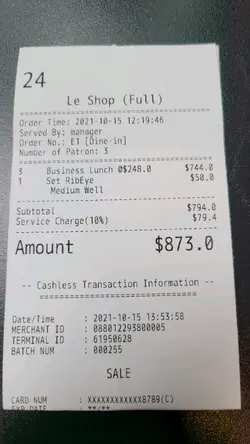 24
Le Shop (Full)
Order Time: 2021-10-15 12:19:46
Served By: manager
Order No.: E1 [Dine-in]
Number of Patron: 3
3 Business Lunch @$248.0 $744.0
1 Set RibEye $50.0
Medium Well
Subtotal $794.0
Service Charge(10%) $79.4
Amount $873.0
-- Cashless Transaction Information --
Date/Time : 2021-10-15 13:53:58
MERCHANT ID : 088012293800005
TERMINAL ID : 61950628
BATCH NUM : 000255
SALE
CARD NUM : XXXXXXXXXXXX8789(C)
EXP DATE : **/**